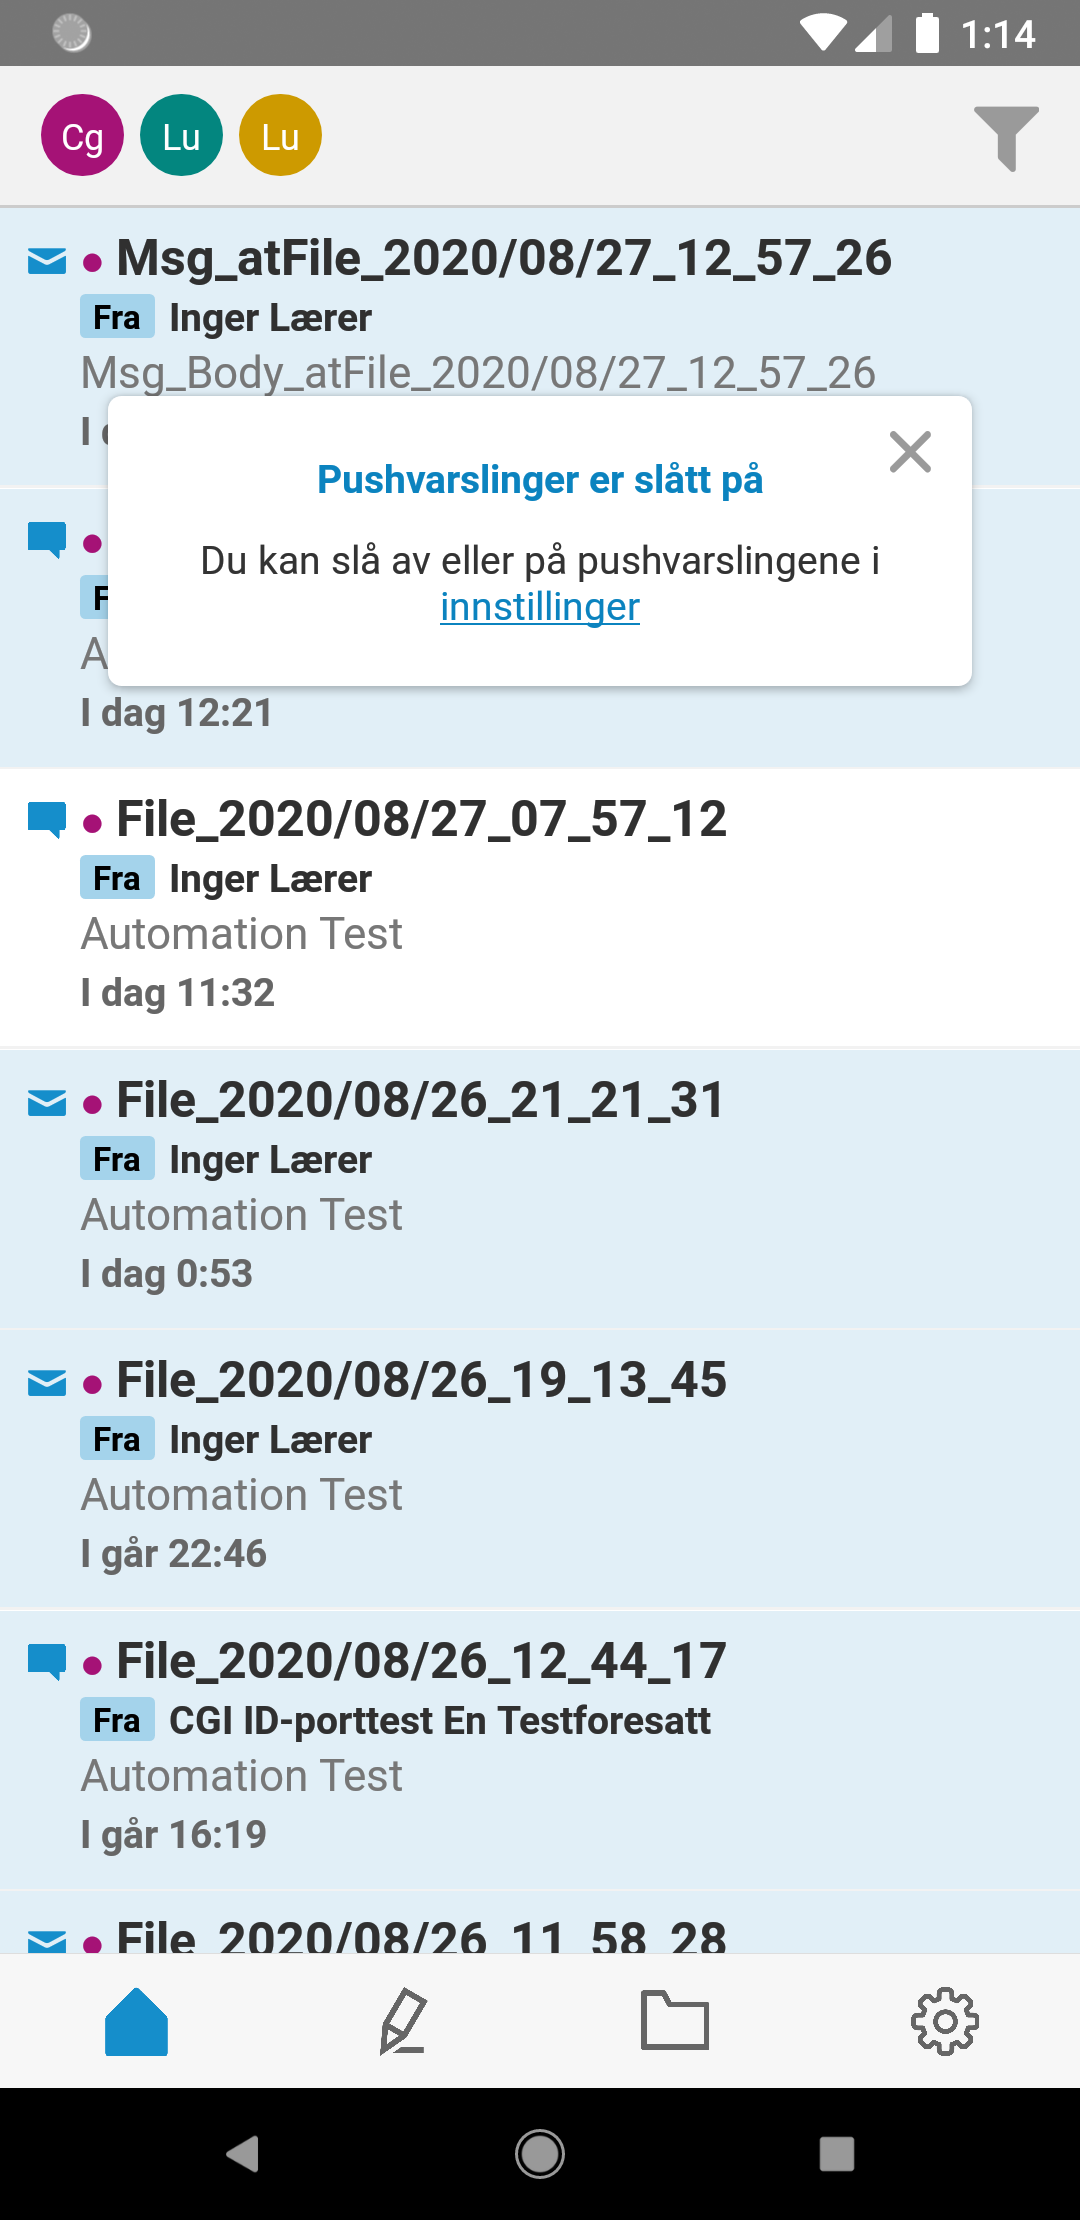 1:14
Cg Lu Lu
Msg_atFile_2020/08/27_12_57_26
Fra Inger Lærer
Msg_Body_atFile_2020/08/27_12_57_26
I
Pushvarslinger er slått på
Du kan slå av eller på pushvarslingene i
innstillinger
I dag 12:21
File_2020/08/27_07_57_12
Fra Inger Lærer
Automation Test
I dag 11:32
File_2020/08/26_21_21_31
Fra Inger Lærer
Automation Test
I dag 0:53
File_2020/08/26_19_13_45
Fra Inger Lærer
Automation Test
I går 22:46
File_2020/08/26_12_44_17
Fra CGI ID-porttest En Testforesatt
Automation Test
I går 16:19
File_2020/08/26_11_58_28